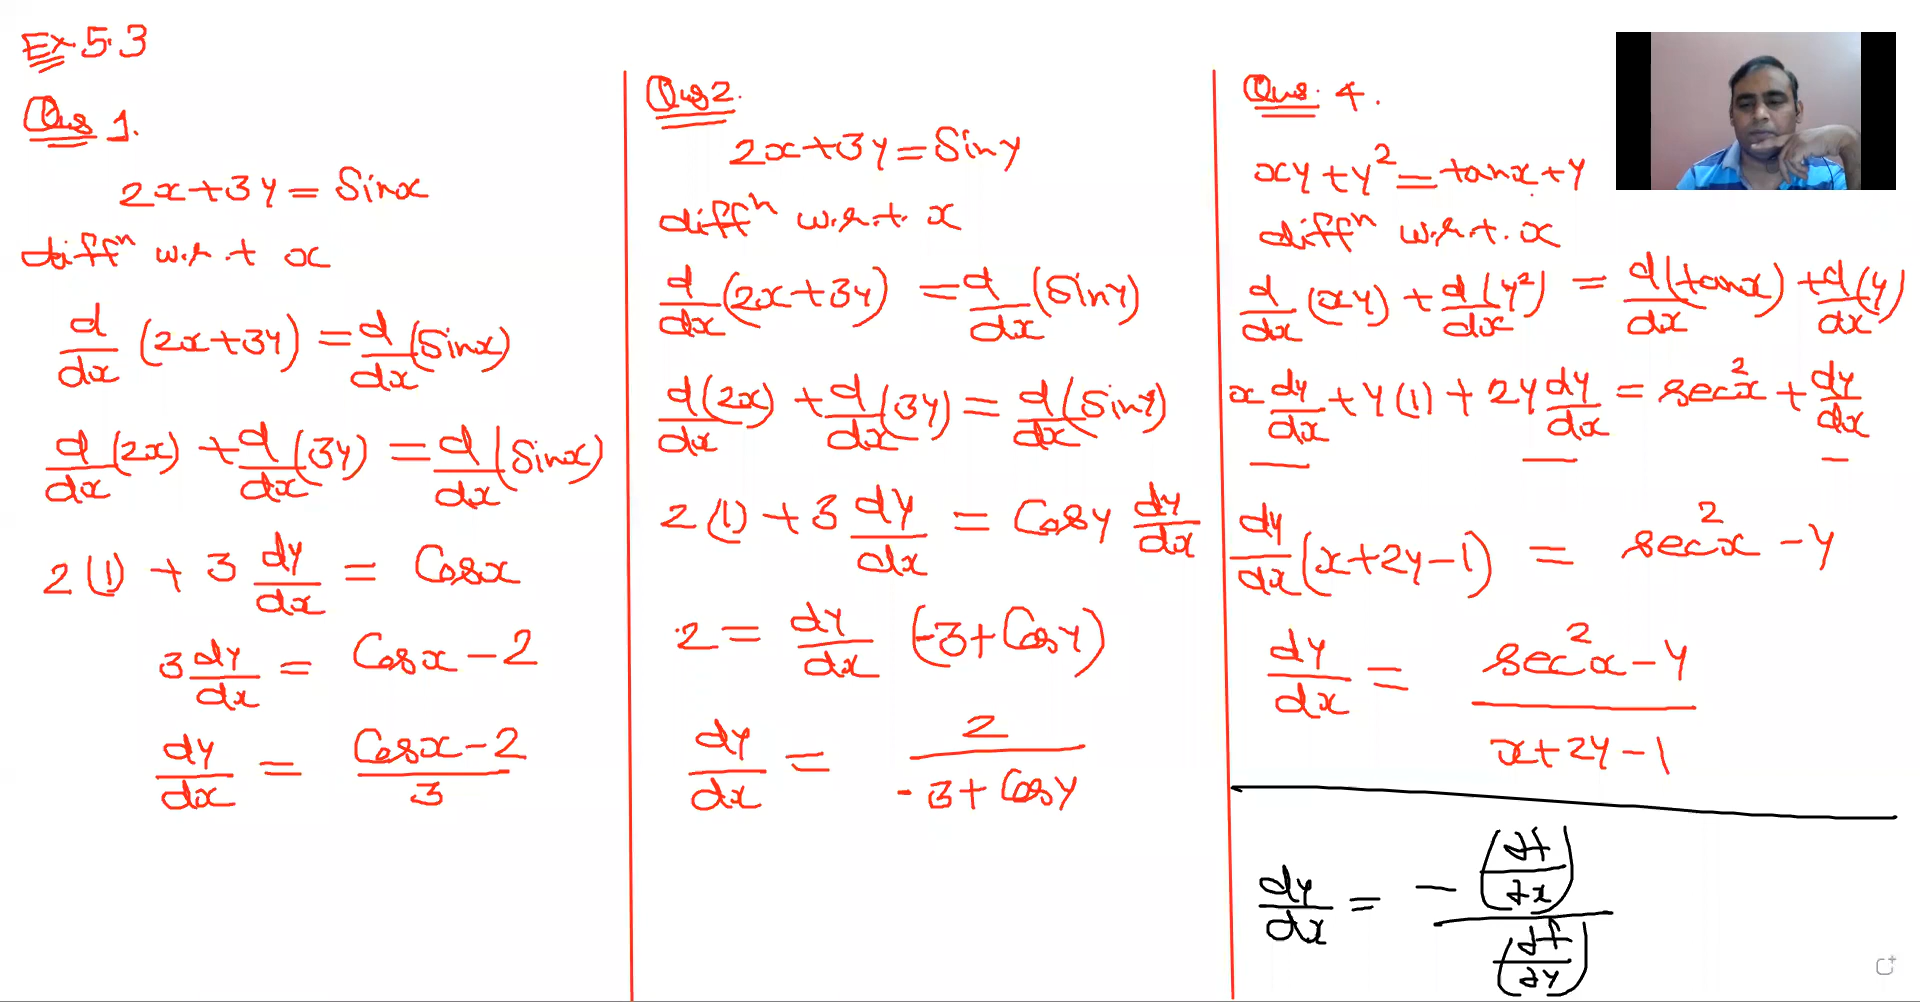 Ex 5.3
Ques 1.
2x+3y = Sinx
diffⁿ w.r.t x
d/dx (2x+3y) = d/dx (Sinx)
d/dx (2x) + d/dx (3y) = d/dx (Sinx)
2(1) + 3 dy/dx = Cosx
3 dy/dx = Cosx-2
dy/dx = (Cosx-2)/3
Ques 2.
2x+3y = Siny
diffⁿ w.r.t. x
d/dx (2x+3y) = d/dx (Siny)
d/dx (2x) + d/dx (3y) = d/dx (Siny)
2(1) + 3 dy/dx = Cosy dy/dx
2 = dy/dx (-3+Cosy)
dy/dx = 2/(-3+Cosy)
Ques. 4.
xy+y² = tanx+y
diffⁿ w.r.t. x
d/dx (xy) + d/dx (y²) = d/dx (tanx) + d/dx (y)
x dy/dx + y(1) + 2y dy/dx = sec²x + dy/dx
dy/dx (x+2y-1) = sec²x - y
dy/dx = (sec²x-y)/(x+2y-1)
dy/dx = -(∂f/∂x)/(∂f/∂y)